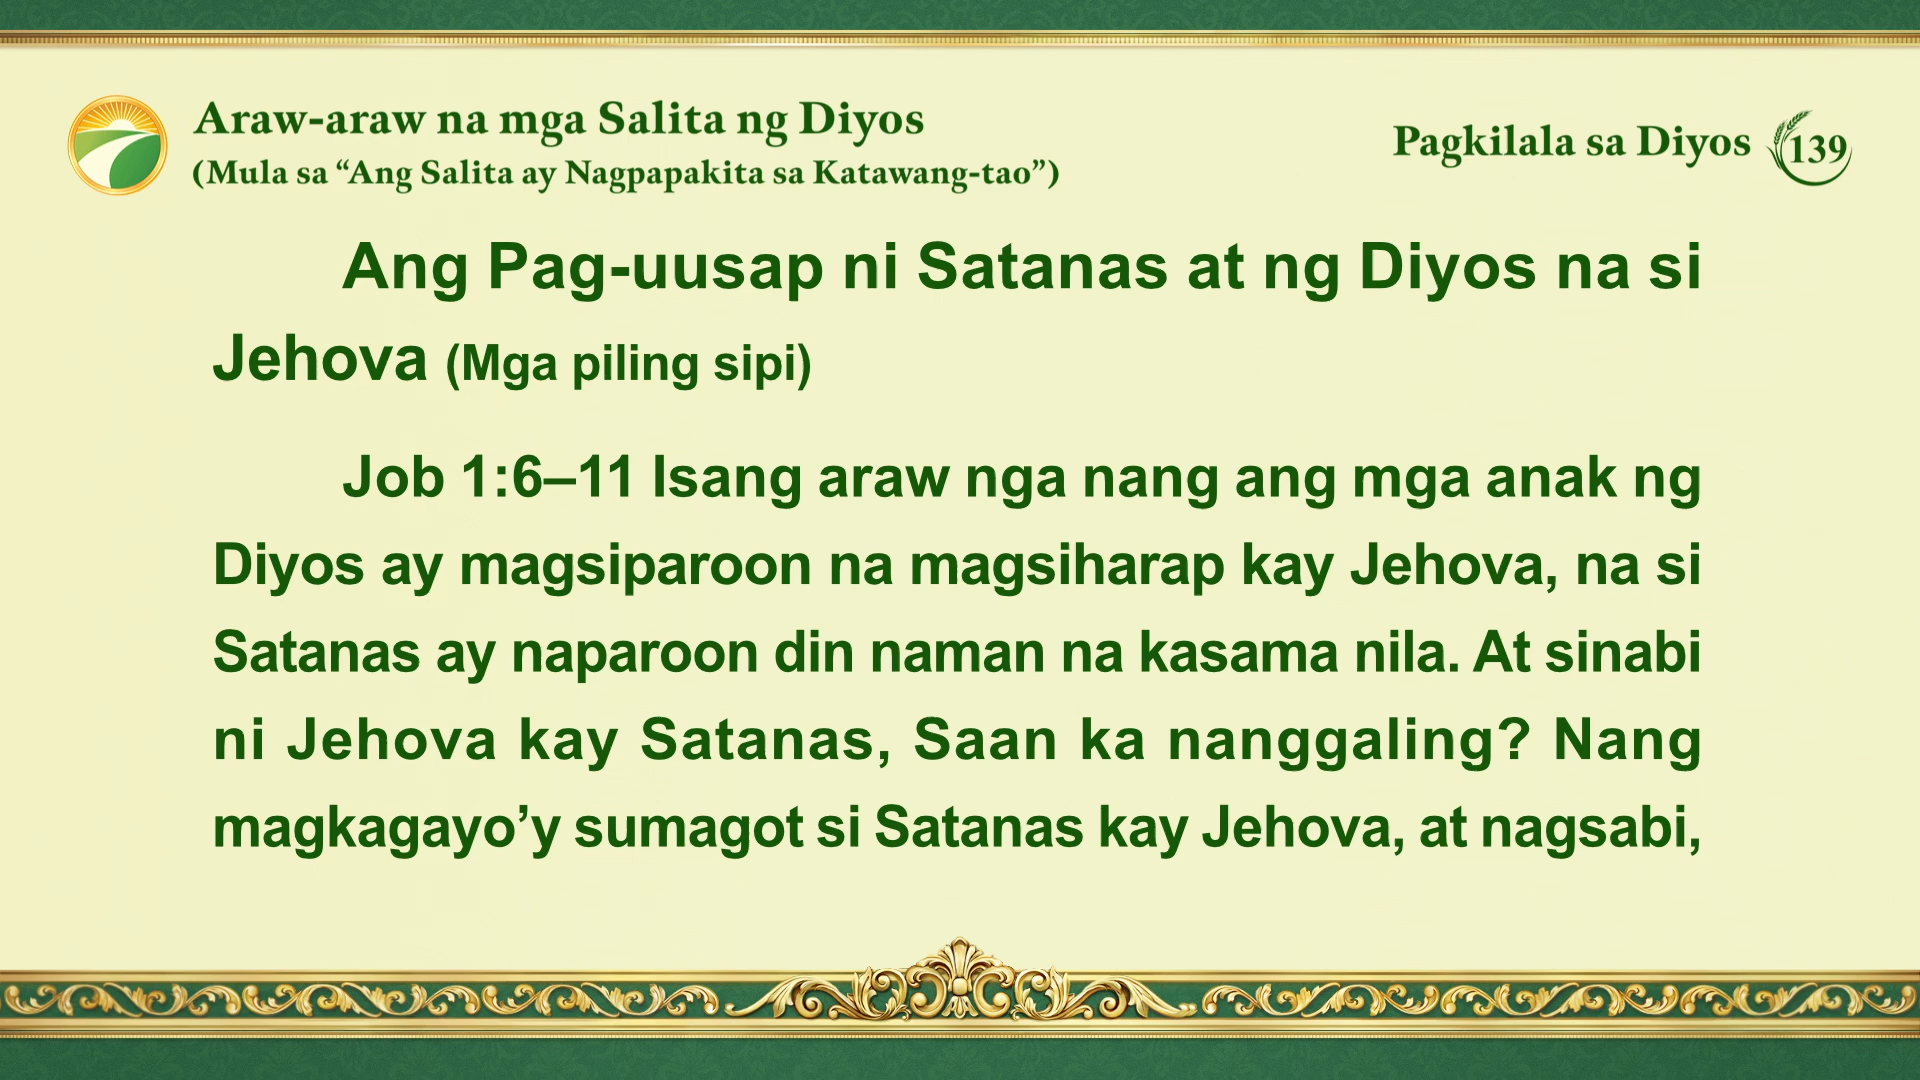 Araw-araw na mga Salita ng Diyos
(Mula sa “Ang Salita ay Nagpapakita sa Katawang-tao”)
Pagkilala sa Diyos 139
Ang Pag-uusap ni Satanas at ng Diyos na si
Jehova (Mga piling sipi)
Job 1:6–11 Isang araw nga nang ang mga anak ng
Diyos ay magsiparoon na magsiharap kay Jehova, na si
Satanas ay naparoon din naman na kasama nila. At sinabi
ni Jehova kay Satanas, Saan ka nanggaling? Nang
magkagayo’y sumagot si Satanas kay Jehova, at nagsabi,